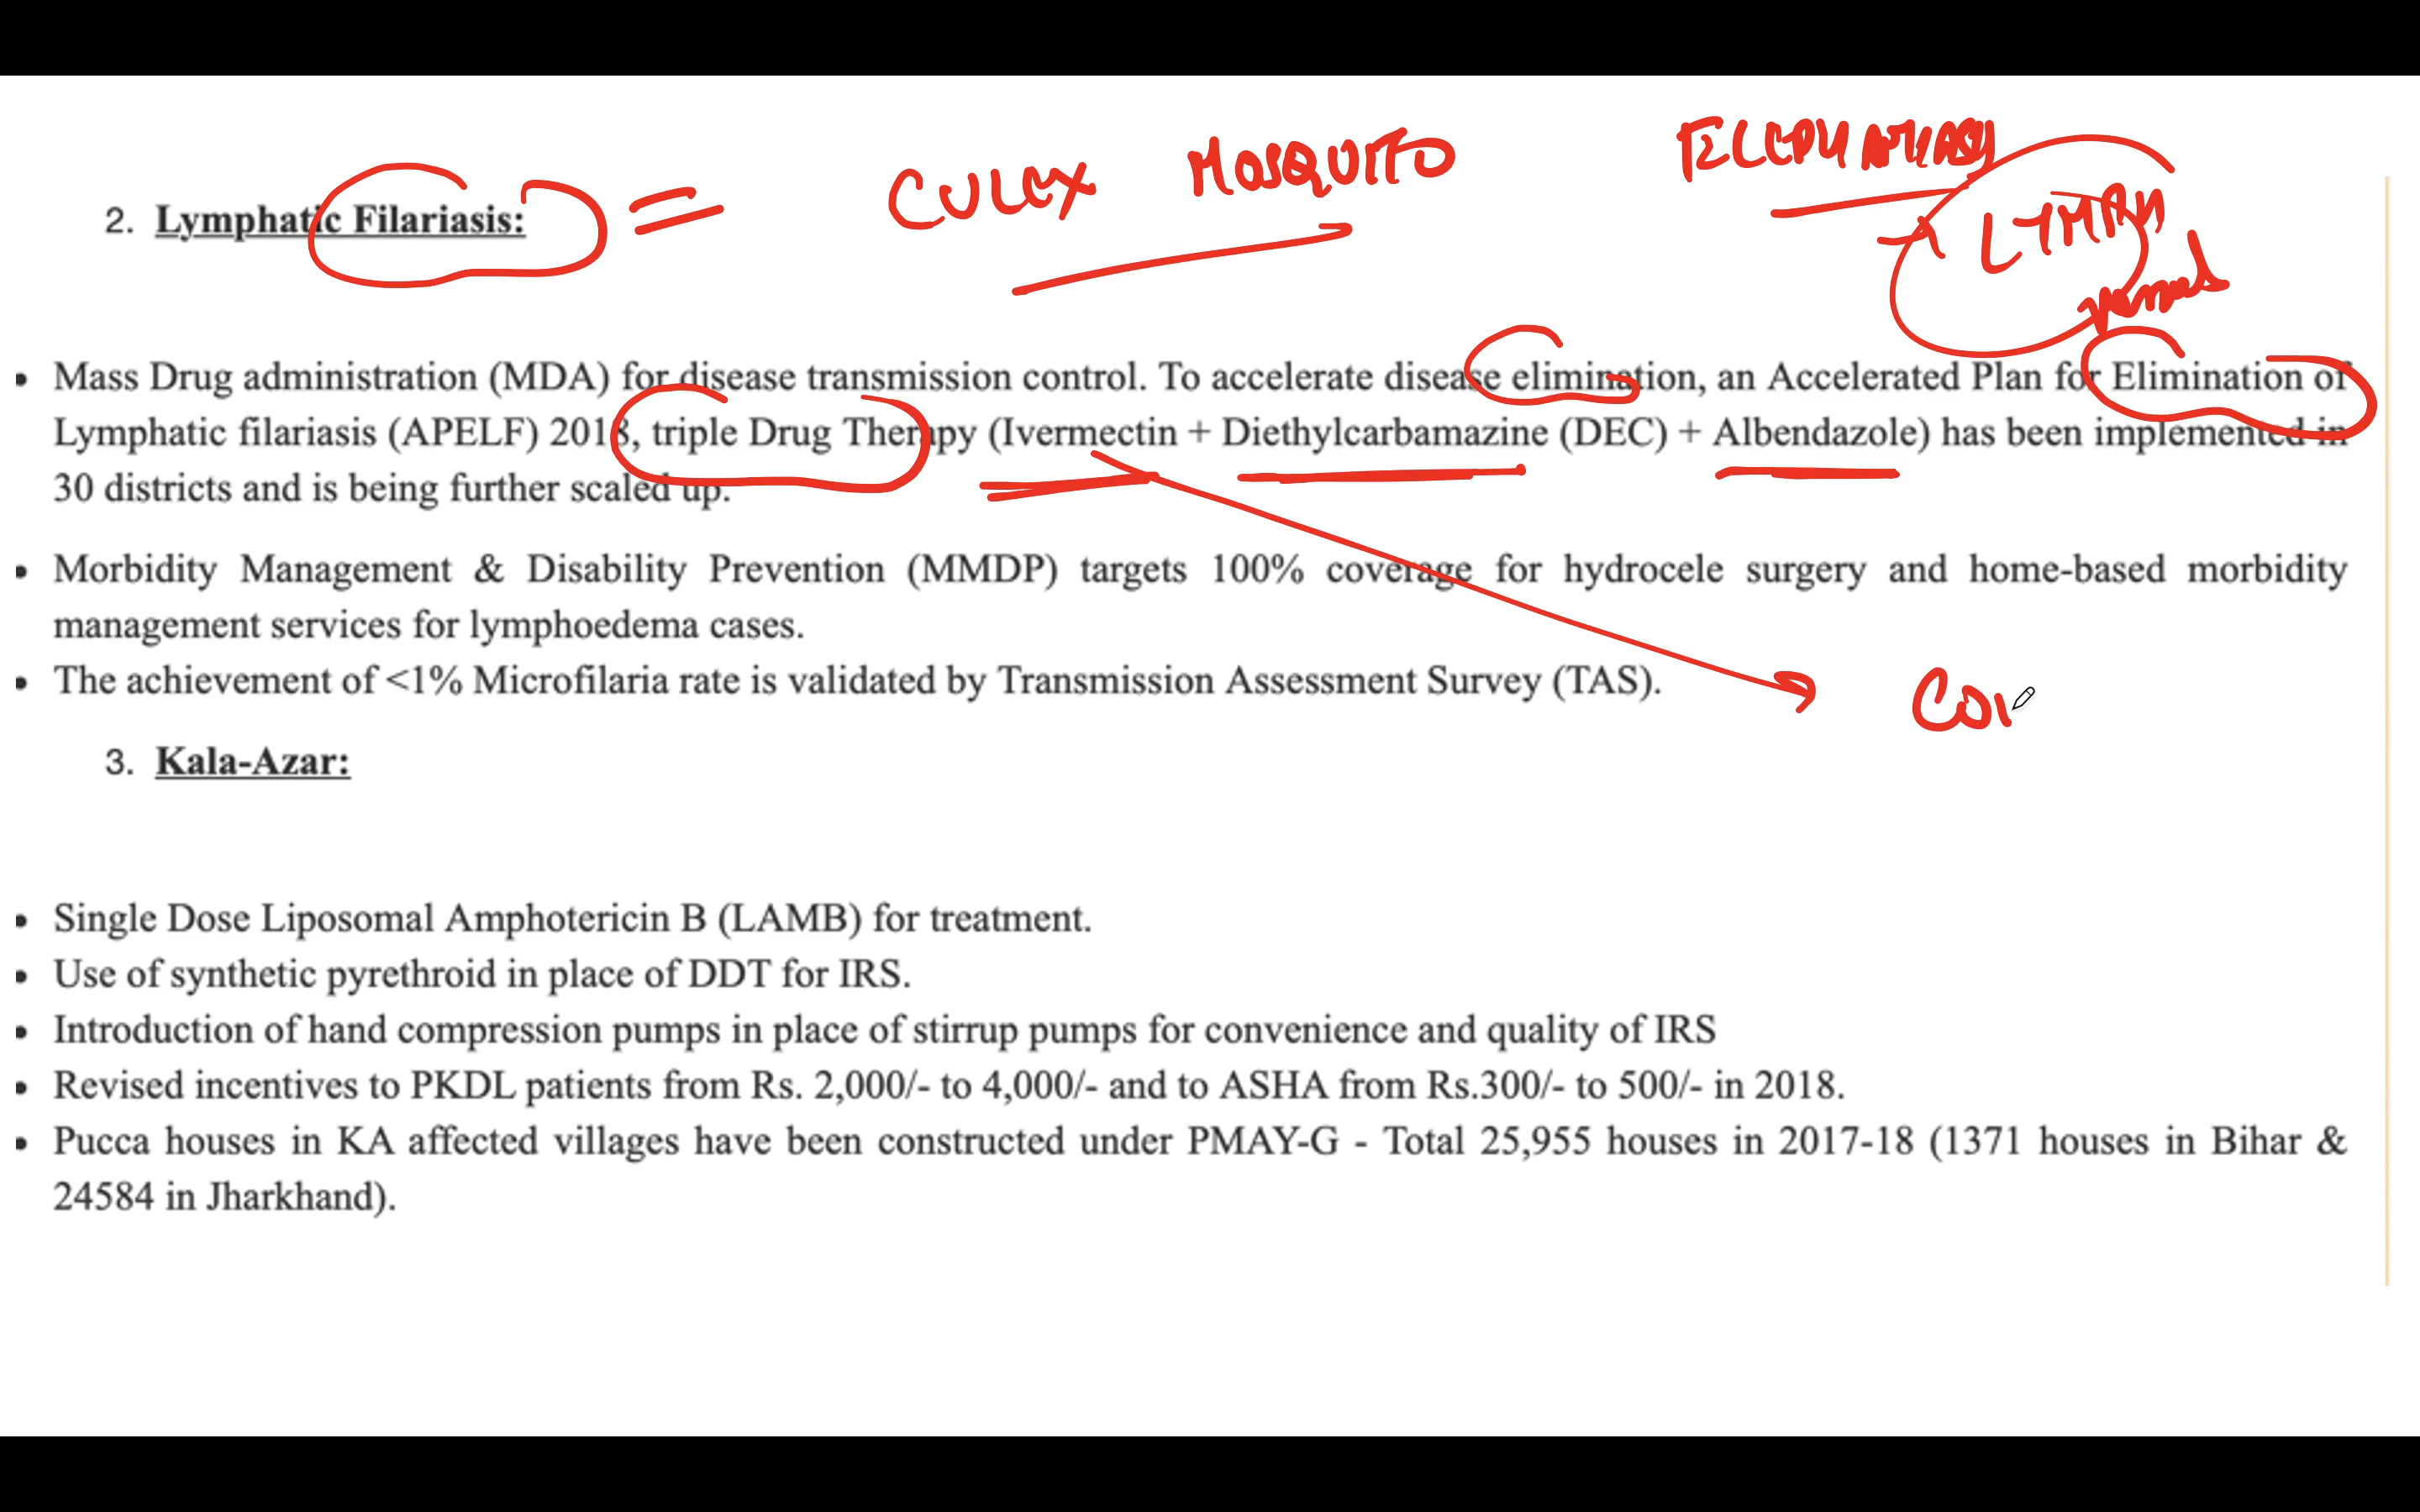 CULEX MOSQUITO
LYMPH
2. Lymphatic Filariasis: =
• Mass Drug administration (MDA) for disease transmission control. To accelerate disease elimination, an Accelerated Plan for Elimination of
Lymphatic filariasis (APELF) 2018, triple Drug Therapy (Ivermectin + Diethylcarbamazine (DEC) + Albendazole) has been implemented in
30 districts and is being further scaled up.
• Morbidity Management & Disability Prevention (MMDP) targets 100% coverage for hydrocele surgery and home-based morbidity
management services for lymphoedema cases.
• The achievement of <1% Microfilaria rate is validated by Transmission Assessment Survey (TAS).
3. Kala-Azar:
• Single Dose Liposomal Amphotericin B (LAMB) for treatment.
• Use of synthetic pyrethroid in place of DDT for IRS.
• Introduction of hand compression pumps in place of stirrup pumps for convenience and quality of IRS
• Revised incentives to PKDL patients from Rs. 2,000/- to 4,000/- and to ASHA from Rs.300/- to 500/- in 2018.
• Pucca houses in KA affected villages have been constructed under PMAY-G - Total 25,955 houses in 2017-18 (1371 houses in Bihar &
24584 in Jharkhand).